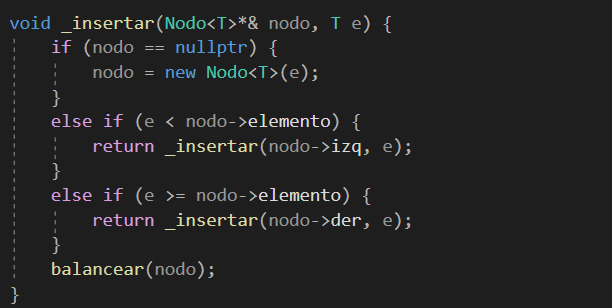 void _insertar(Nodo<T>*& nodo, T e) {
    if (nodo == nullptr) {
        nodo = new Nodo<T>(e);
    }
    else if (e < nodo->elemento) {
        return _insertar(nodo->izq, e);
    }
    else if (e >= nodo->elemento) {
        return _insertar(nodo->der, e);
    }
    balancear(nodo);
}